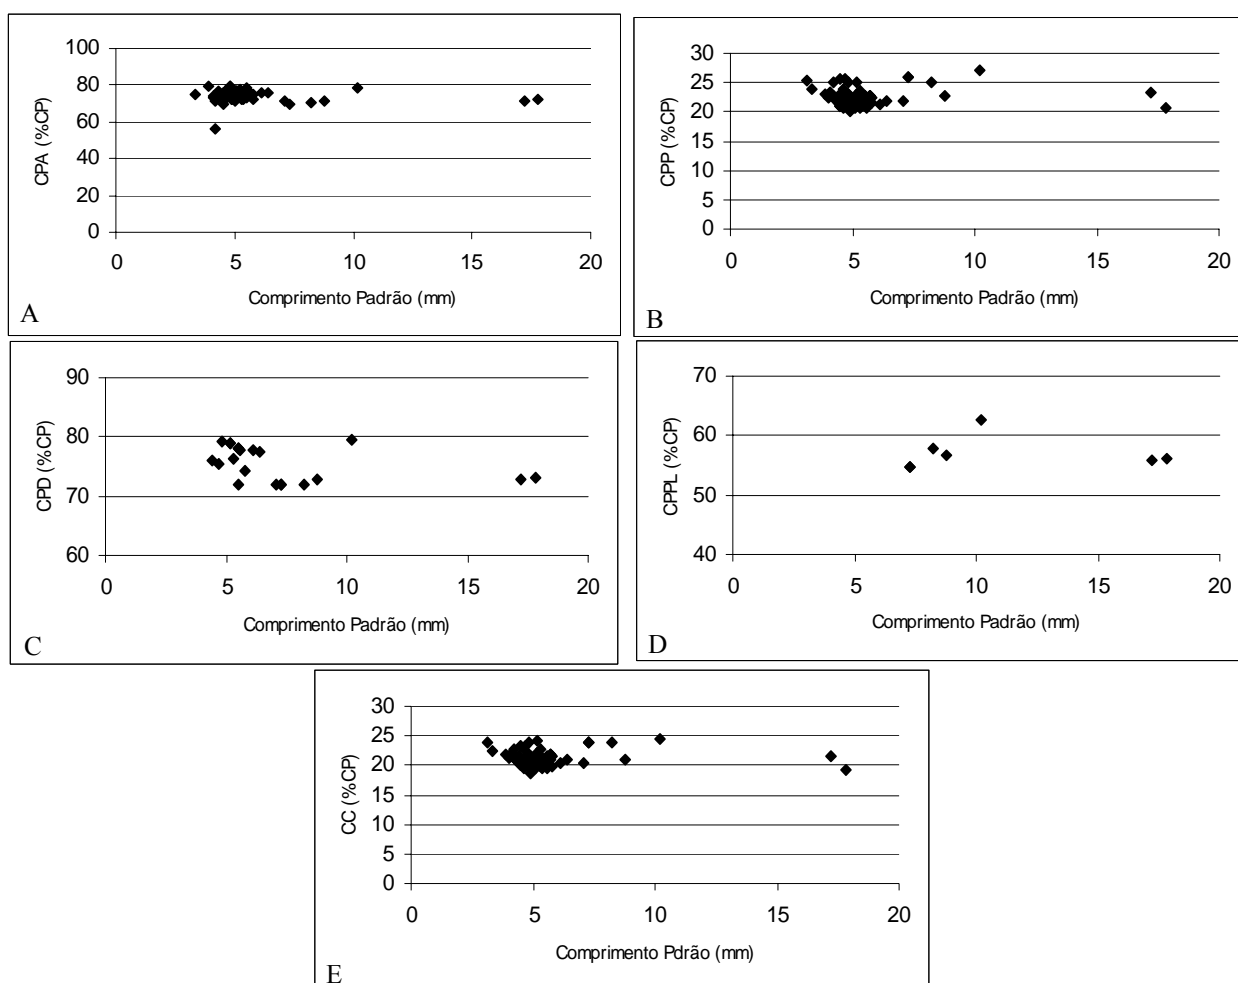 100
80
60
40
20
0
CPA (%CP)
0 5 10 15 20
Comprimento Padrão (mm)
A
30
25
20
15
10
5
0
CPP (%CP)
0 5 10 15 20
Comprimento Padrão (mm)
B
90
80
70
60
CPD (%CP)
0 5 10 15 20
Comprimento Padrão (mm)
C
70
60
50
40
CPPL (%CP)
0 5 10 15 20
Comprimento Padrão (mm)
D
30
25
20
15
10
5
0
CC (%CP)
0 5 10 15 20
Comprimento Pdrão (mm)
E